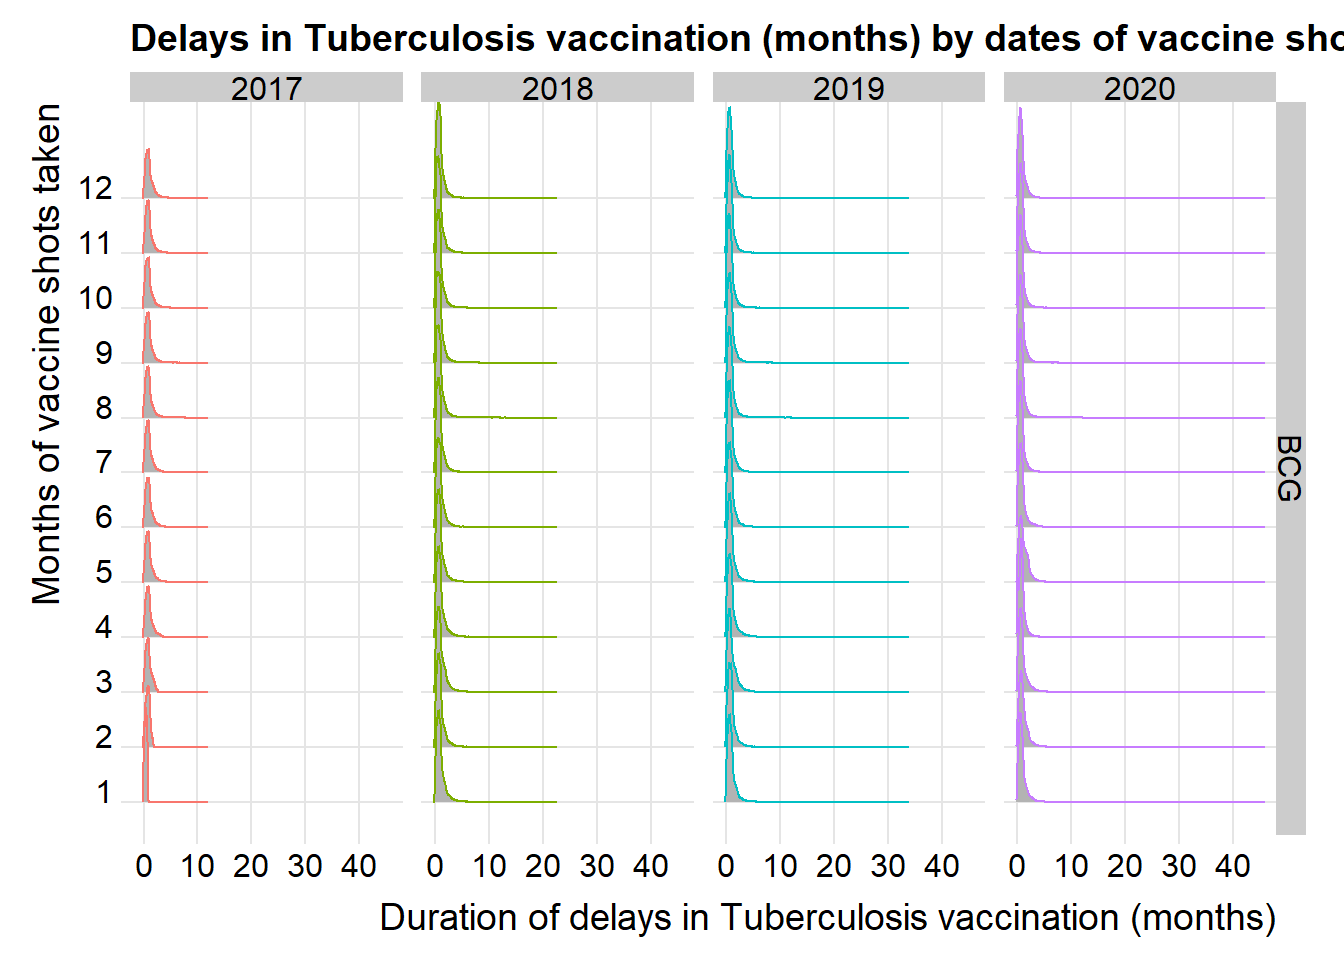 Delays in Tuberculosis vaccination (months) by dates of vaccine sho
2017 2018 2019 2020
Months of vaccine shots taken
12
11
10
9
8
7
6
5
4
3
2
1
BCG
0 10 20 30 40 0 10 20 30 40 0 10 20 30 40 0 10 20 30 40
Duration of delays in Tuberculosis vaccination (months)